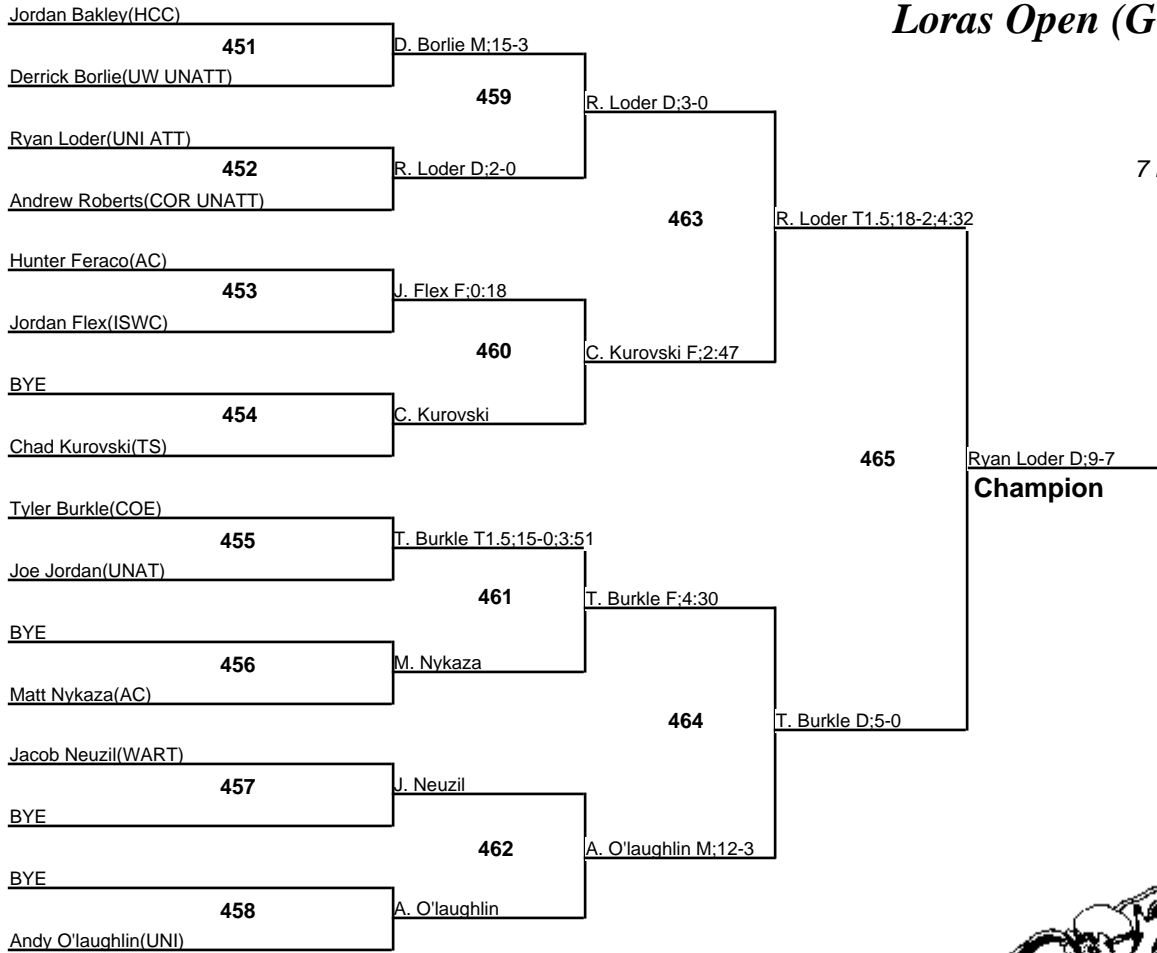 Loras Open (G
7
Jordan Bakley(HCC)
451
Derrick Borlie(UW UNATT)
D. Borlie M;15-3
459
Ryan Loder(UNI ATT)
452
Andrew Roberts(COR UNATT)
R. Loder D;2-0
R. Loder D;3-0
463
Hunter Feraco(AC)
453
Jordan Flex(ISWC)
J. Flex F;0:18
460
BYE
454
Chad Kurovski(TS)
C. Kurovski
C. Kurovski F;2:47
R. Loder T1.5;18-2;4:32
465
Tyler Burkle(COE)
455
Joe Jordan(UNAT)
T. Burkle T1.5;15-0;3:51
461
BYE
456
Matt Nykaza(AC)
M. Nykaza
T. Burkle F;4:30
464
Jacob Neuzil(WART)
457
BYE
J. Neuzil
462
BYE
458
Andy O'laughlin(UNI)
A. O'laughlin
A. O'laughlin M;12-3
T. Burkle D;5-0
Ryan Loder D;9-7
Champion